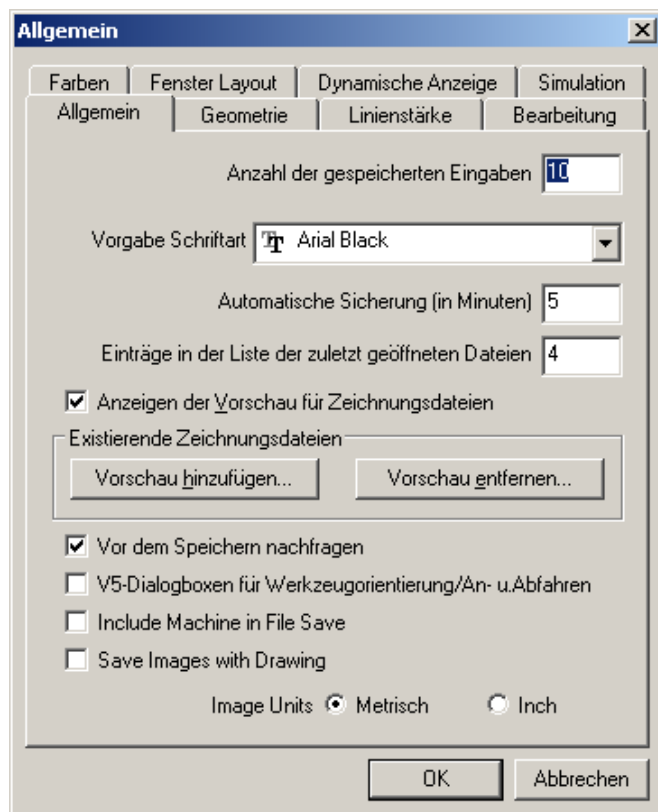 Allgemein
Farben Fenster Layout Dynamische Anzeige Simulation
Allgemein Geometrie Linienstärke Bearbeitung
Anzahl der gespeicherten Eingaben 10
Vorgabe Schriftart Arial Black
Automatische Sicherung (in Minuten) 5
Einträge in der Liste der zuletzt geöffneten Dateien 4
Anzeigen der Vorschau für Zeichnungsdateien
Existierende Zeichnungsdateien
Vorschau hinzufügen... Vorschau entfernen...
Vor dem Speichern nachfragen
V5-Dialogboxen für Werkzeugorientierung/An- u.Abfahren
Include Machine in File Save
Save Images with Drawing
Image Units Metrisch Inch
OK Abbrechen